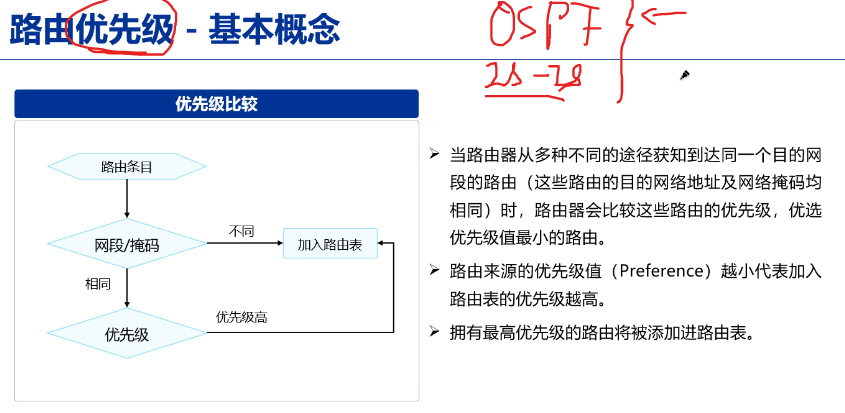 路由优先级 - 基本概念
OSPF
优先级比较
路由条目
网段/掩码
不同
加入路由表
相同
优先级
优先级高
当路由器从多种不同的途径获知到达同一个目的网
段的路由（这些路由的目的网络地址及网络掩码均
相同）时，路由器会比较这些路由的优先级，优选
优先级值最小的路由。
路由来源的优先级值（Preference）越小代表加入
路由表的优先级越高。
拥有最高优先级的路由将被添加进路由表。